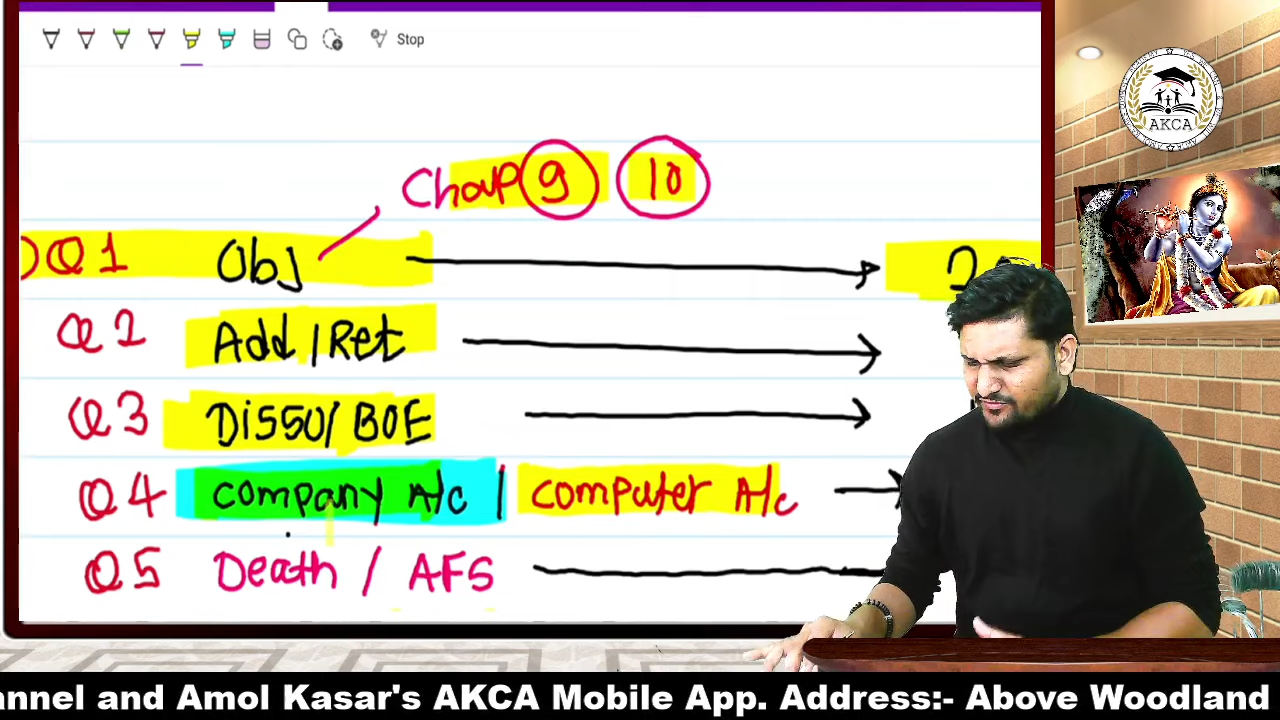 Stop
Chap 9 10
Q1 Obj
Q2 Add/Ret
Q3 Disso/BOE
Q4 company A/c / computer A/c
Q5 Death / AFS
AKCA
annel and Amol Kasar's AKCA Mobile App. Address:- Above Woodland